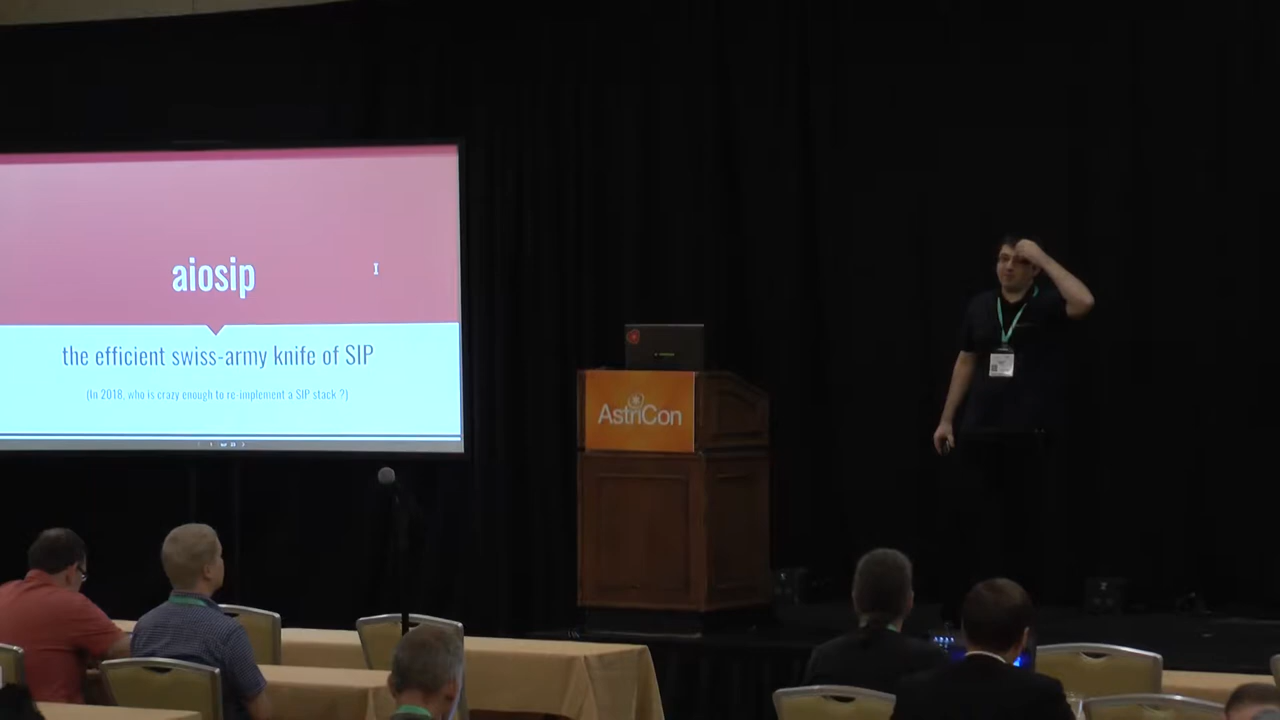 aiosip
the efficient swiss-army knife of SIP
(In 2018, who is crazy enough to re-implement a SIP stack ?)
AstriCon